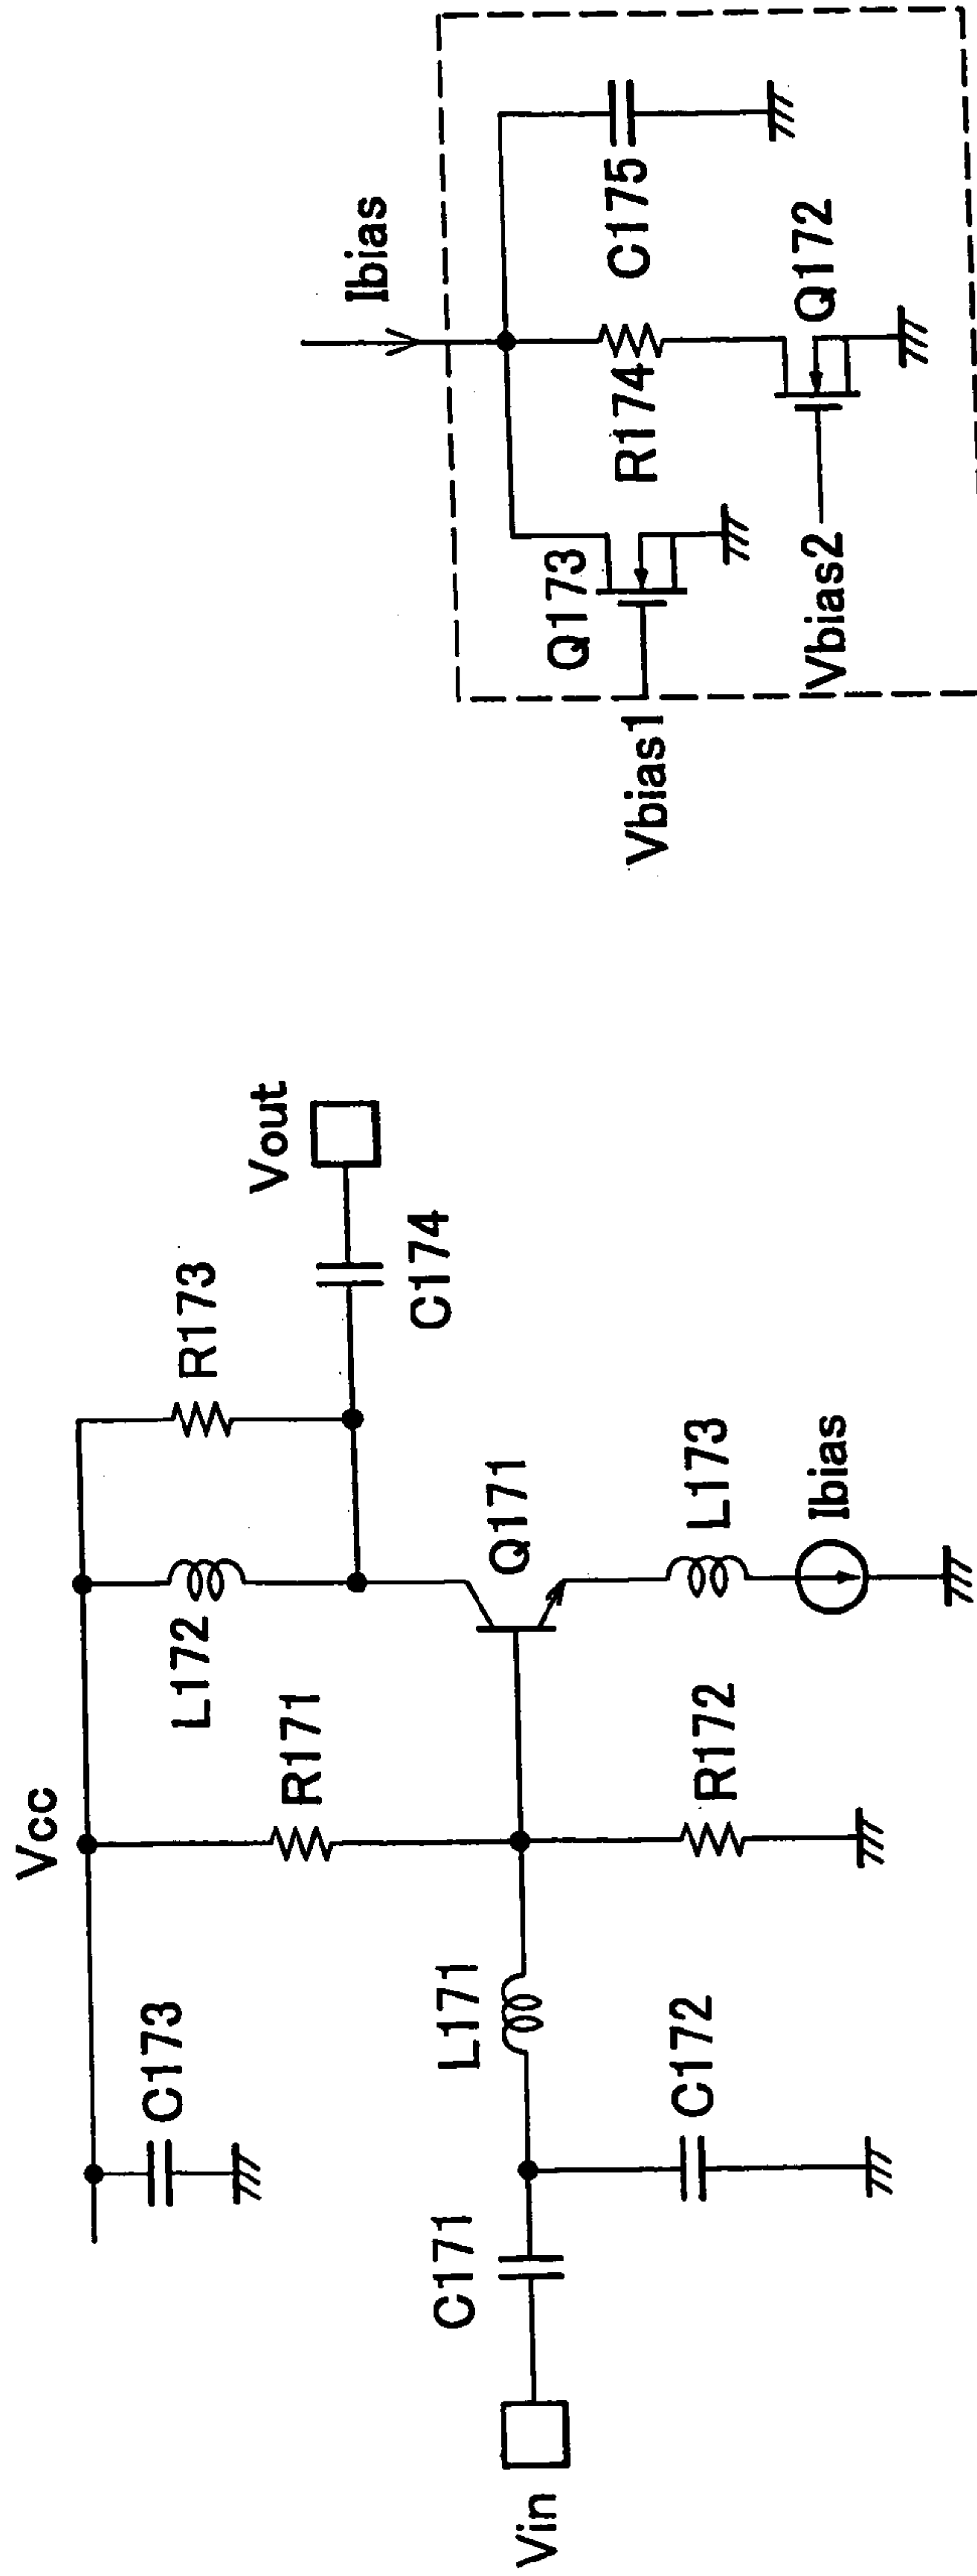 Vcc
C173
L172
R173
Vout
R171
C174
Q171
L171
C171
Vin
C172
R172
L173
Ibias
Ibias
Q173
Vbias1
R174
C175
Vbias2
Q172